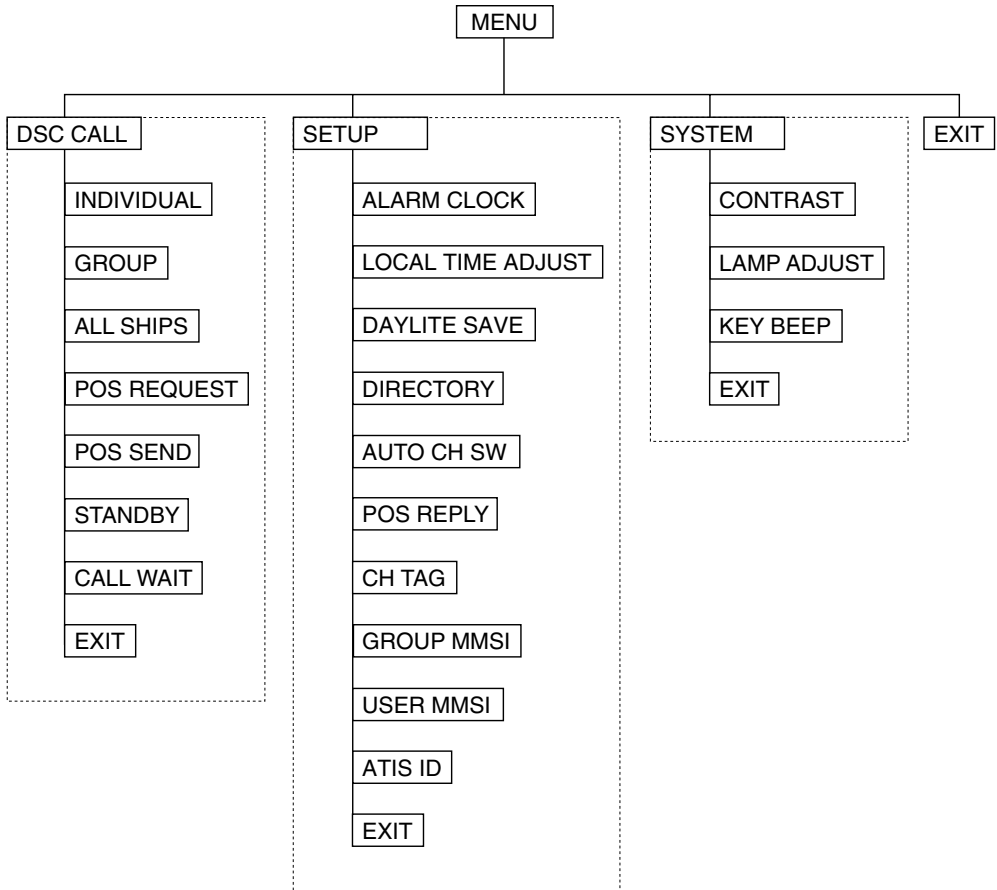 MENU
DSC CALL
INDIVIDUAL
GROUP
ALL SHIPS
POS REQUEST
POS SEND
STANDBY
CALL WAIT
EXIT
SETUP
ALARM CLOCK
LOCAL TIME ADJUST
DAYLITE SAVE
DIRECTORY
AUTO CH SW
POS REPLY
CH TAG
GROUP MMSI
USER MMSI
ATIS ID
EXIT
SYSTEM
CONTRAST
LAMP ADJUST
KEY BEEP
EXIT
EXIT